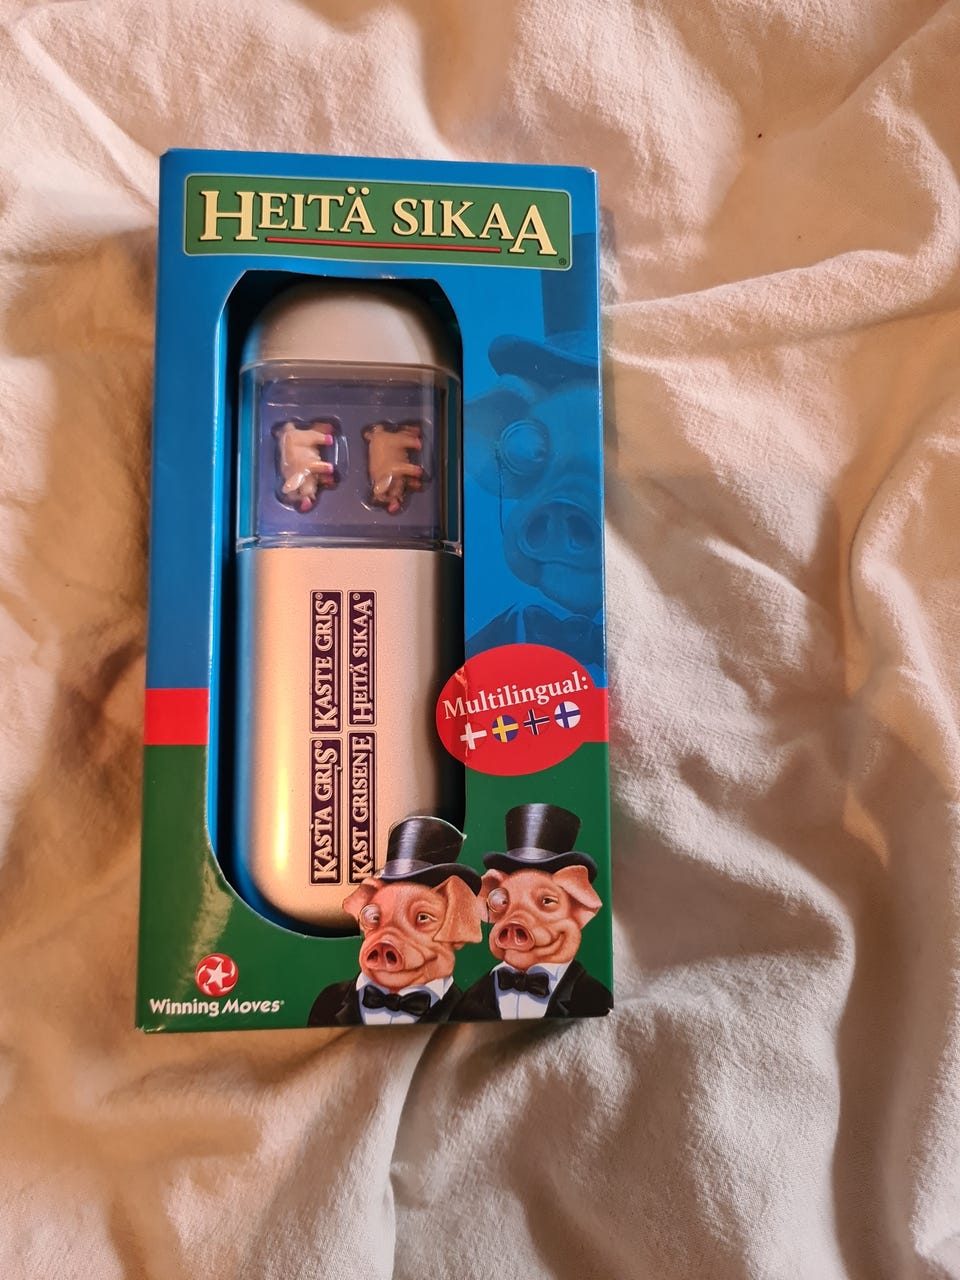 HEITÄ SIKAA®
KASTA GRIS® KASTE GRIS®
KAST GRISENE HEITÄ SIKAA®
Multilingual:
Winning Moves®